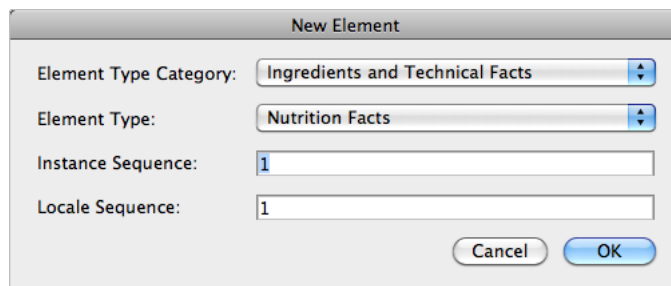 New Element
Element Type Category: Ingredients and Technical Facts
Element Type: Nutrition Facts
Instance Sequence: 1
Locale Sequence: 1
Cancel OK